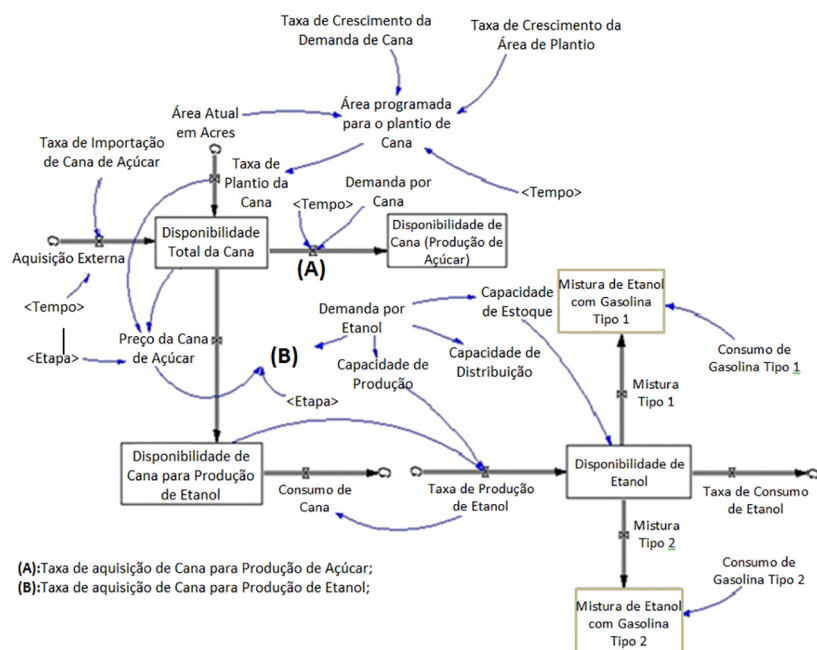 Taxa de Crescimento da
Demanda de Cana
Taxa de Crescimento da
Área de Plantio
Área Atual
em Acres
Área programada
para o plantio de
Cana
Taxa de Importação
de Cana de Açúcar
Taxa de
Plantio da
Cana
Demanda por
Cana
<Tempo>
<Tempo>
Disponibilidade
Total da Cana
Disponibilidade de
Cana (Produção de
Açúcar)
Aquisição Externa
(A)
<Tempo>
Mistura de Etanol
com Gasolina
Tipo 1
Capacidade
de Estoque
Demanda por
Etanol
Preço da Cana
de Açúcar
<Etapa>
(B)
Capacidade de
Produção
Capacidade de
Distribuição
Consumo de
Gasolina Tipo 1
<Etapa>
Mistura
Tipo 1
Disponibilidade de
Cana para Produção
de Etanol
Consumo de
Cana
Taxa de Produção
de Etanol
Disponibilidade de
Etanol
Taxa de Consumo
de Etanol
Mistura
Tipo 2
Consumo de
Gasolina Tipo 2
Mistura de Etanol
com Gasolina
Tipo 2
(A):Taxa de aquisição de Cana para Produção de Açúcar;
(B):Taxa de aquisição de Cana para Produção de Etanol;